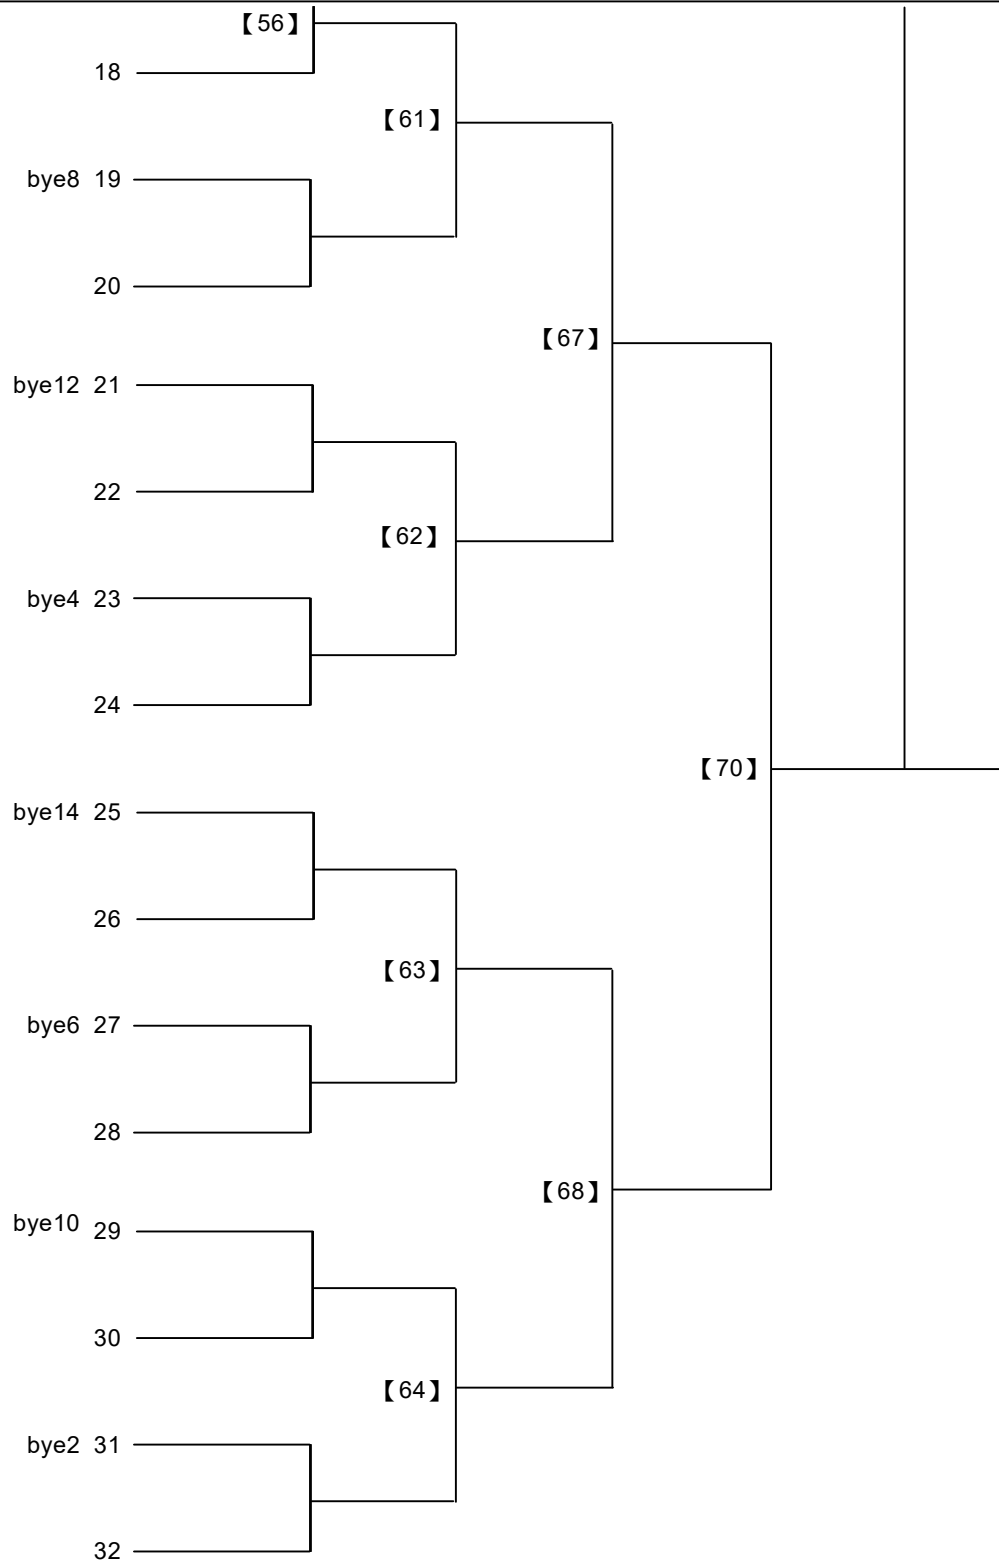 【56】
18
【61】
bye8 19
20
【67】
bye12 21
22
【62】
bye4 23
24
【70】
bye14 25
26
【63】
bye6 27
28
【68】
bye10 29
30
【64】
bye2 31
32